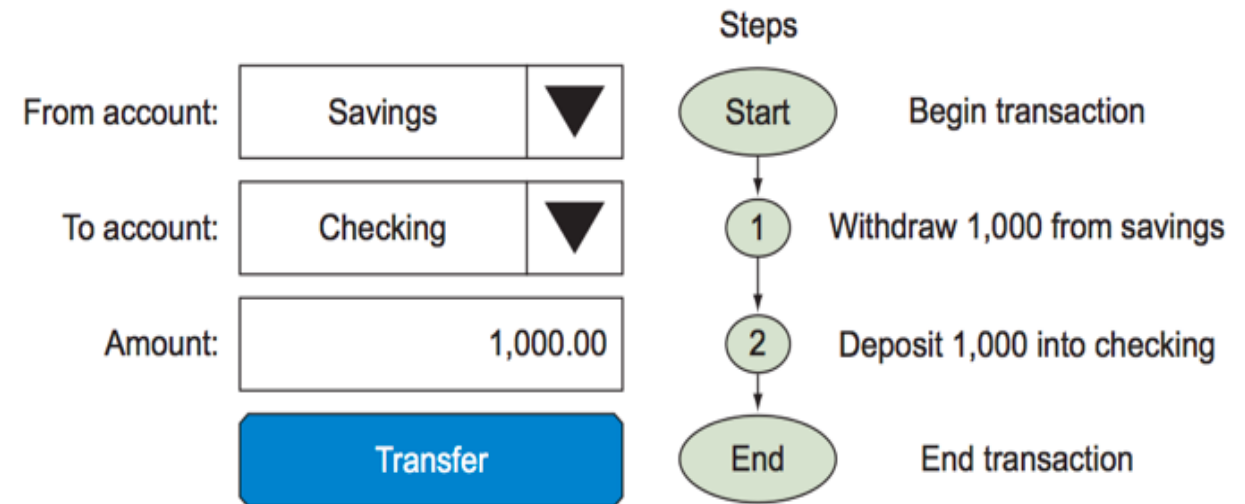 Steps
From account: Savings Start Begin transaction
To account: Checking 1 Withdraw 1,000 from savings
Amount: 1,000.00 2 Deposit 1,000 into checking
Transfer End End transaction